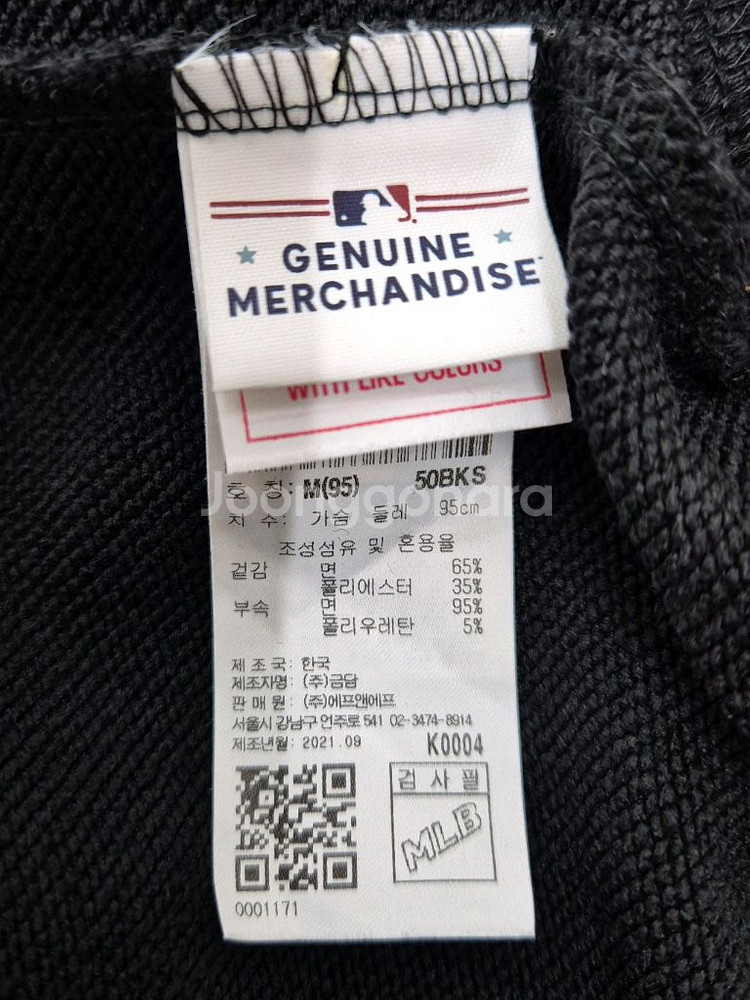 GENUINE
MERCHANDISE
WITH LIKE COLORS
호 칭: M(95) 50BKS
치 수: 가슴 둘레 95cm
조성섬유 및 혼용율
겉감 면 65%
폴리에스터 35%
부속 면 95%
폴리우레탄 5%
제 조 국: 한국
제조자명: (주)금담
판 매 원: (주)에프앤에프
서울시 강남구 언주로 541 02-3474-8914
제조년월: 2021.09 K0004
검 사 필
MLB
0001171
Joonggonara